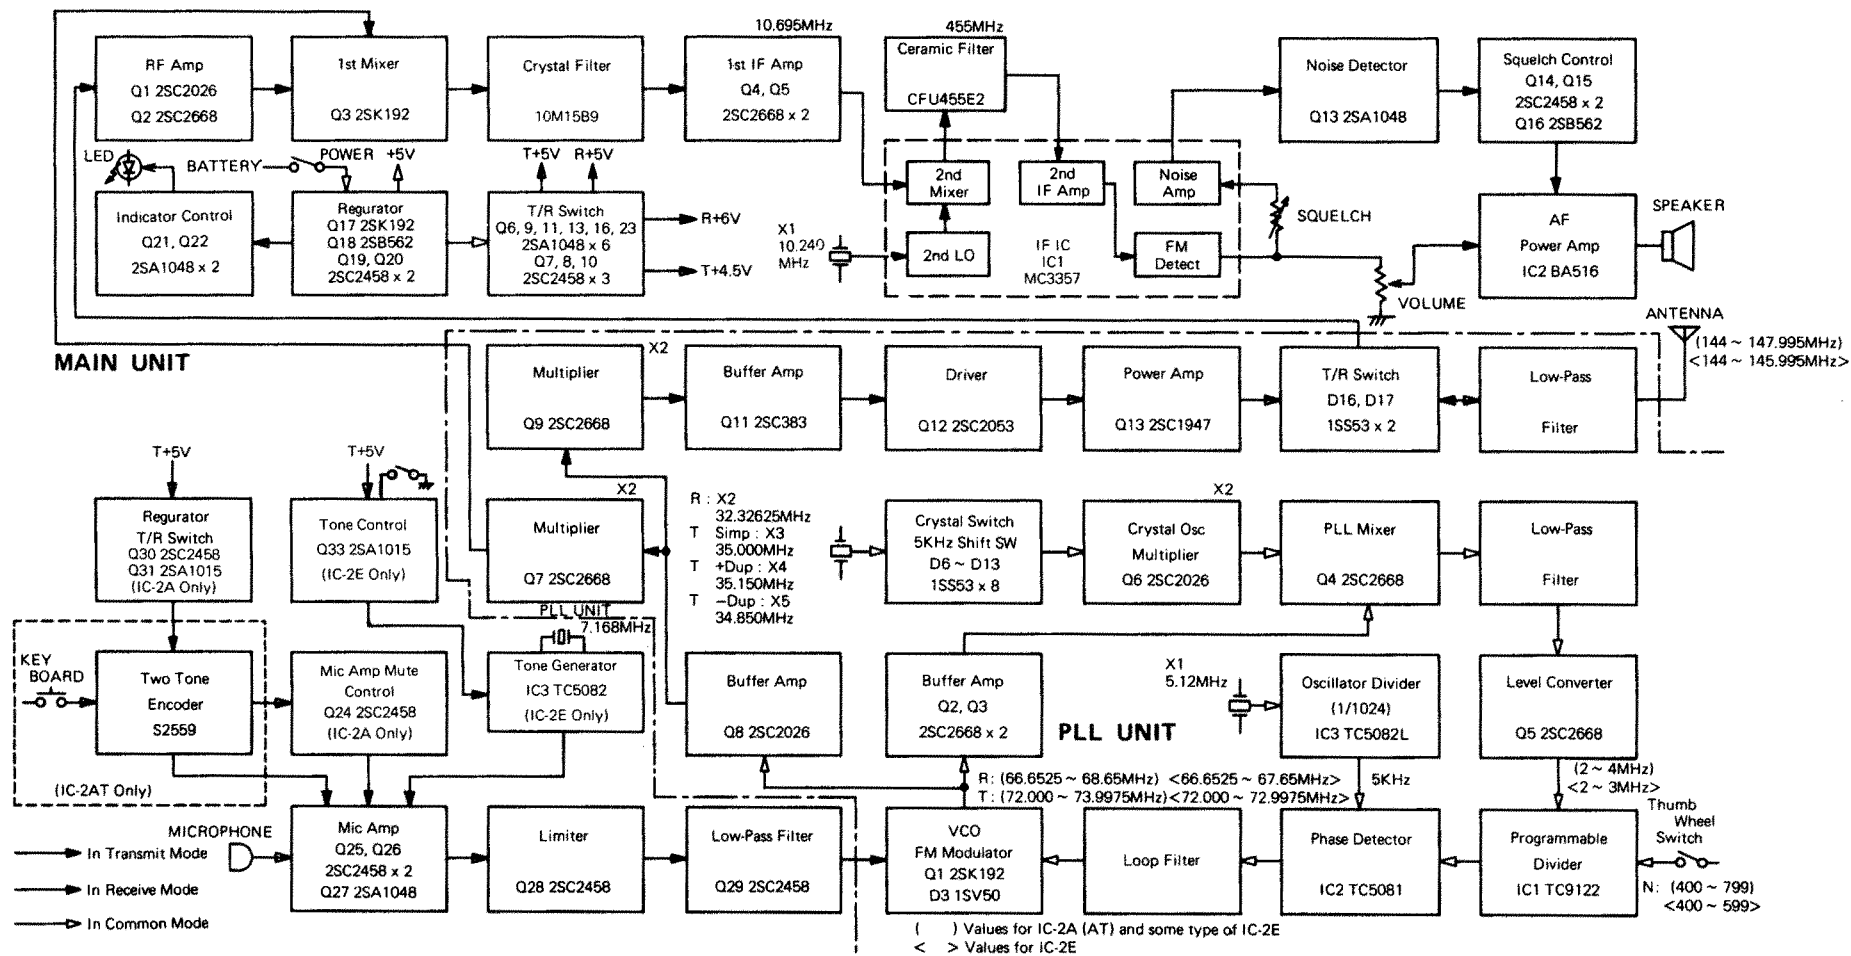 10.695MHz
455MHz
RF Amp
Q1 2SC2026
Q2 2SC2668
1st Mixer
Q3 2SK192
Crystal Filter
10M15B9
1st IF Amp
Q4, Q5
2SC2668 x 2
Ceramic Filter
CFU455E2
Noise Detector
Q13 2SA1048
Squelch Control
Q14, Q15
2SC2458 x 2
Q16 2SB562
LED
BATTERY
POWER
+5V
T+5V
R+5V
Indicator Control
Q21, Q22
2SA1048 x 2
Regurator
Q17 2SK192
Q18 2SB562
Q19, Q20
2SC2458 x 2
T/R Switch
Q6, 9, 11, 13, 16, 23
2SA1048 x 6
Q7, 8, 10
2SC2458 x 3
R+6V
T+4.5V
X1
10.240
MHz
2nd
Mixer
2nd LO
2nd
IF Amp
Noise
Amp
FM
Detect
IF IC
IC1
MC3357
SQUELCH
VOLUME
AF
Power Amp
IC2 BA516
SPEAKER
ANTENNA
(144 ~ 147.995MHz)
<144 ~ 145.995MHz>
MAIN UNIT
X2
Multiplier
Q9 2SC2668
Buffer Amp
Q11 2SC383
Driver
Q12 2SC2053
Power Amp
Q13 2SC1947
T/R Switch
D16, D17
1SS53 x 2
Low-Pass
Filter
T+5V
T+5V
Regurator
T/R Switch
Q30 2SC2458
Q31 2SA1015
(IC-2A Only)
Tone Control
Q33 2SA1015
(IC-2E Only)
X2
Multiplier
Q7 2SC2668
R : X2
32.32625MHz
T Simp : X3
35.000MHz
T +Dup : X4
35.150MHz
T −Dup : X5
34.850MHz
Crystal Switch
5KHz Shift SW
D6 ~ D13
1SS53 x 8
X2
Crystal Osc
Multiplier
Q6 2SC2026
PLL Mixer
Q4 2SC2668
Low-Pass
Filter
PLL UNIT
7.168MHz
KEY
BOARD
Two Tone
Encoder
S2559
(IC-2AT Only)
Mic Amp Mute
Control
Q24 2SC2458
(IC-2A Only)
Tone Generator
IC3 TC5082
(IC-2E Only)
Buffer Amp
Q8 2SC2026
Buffer Amp
Q2, Q3
2SC2668 x 2
PLL UNIT
X1
5.12MHz
Oscillator Divider
(1/1024)
IC3 TC5082L
Level Converter
Q5 2SC2668
R: (66.6525 ~ 68.65MHz) <66.6525 ~ 67.65MHz>
T: (72.000 ~ 73.9975MHz)<72.000 ~ 72.9975MHz>
5KHz
(2 ~ 4MHz)
<2 ~ 3MHz>
Thumb
Wheel
Switch
MICROPHONE
Mic Amp
Q25, Q26
2SC2458 x 2
Q27 2SA1048
Limiter
Q28 2SC2458
Low-Pass Filter
Q29 2SC2458
VCO
FM Modulator
Q1 2SK192
D3 1SV50
Loop Filter
Phase Detector
IC2 TC5081
Programmable
Divider
IC1 TC9122
N: (400 ~ 799)
<400 ~ 599>
In Transmit Mode
In Receive Mode
In Common Mode
( ) Values for IC-2A (AT) and some type of IC-2E
< > Values for IC-2E